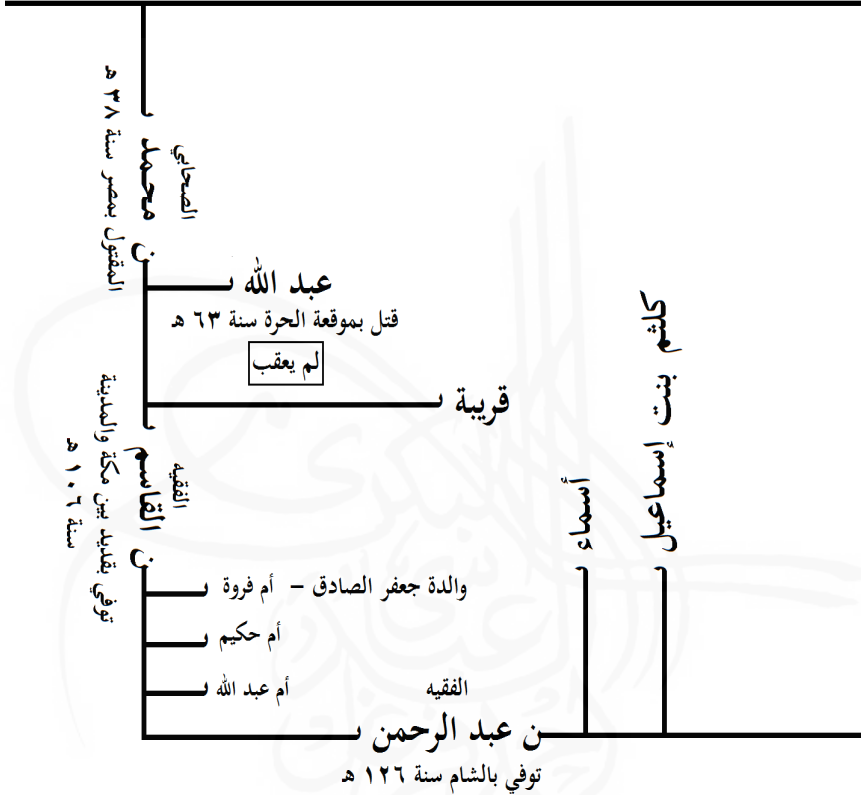 محمد
الصحابي
المقتول بمصر سنة ٣٨ هـ
ن
عبد الله
قتل بموقعة الحرة سنة ٦٣ هـ
لم يعقب
قريبة
القاسم
الفقيه
توفي بقديد بين مكة والمدينة
سنة ١٠٦ هـ
ن
والدة جعفر الصادق – أم فروة
أم حكيم
أم عبد الله
الفقيه
ن عبد الرحمن
توفي بالشام سنة ١٢٦ هـ
أسماء
كلثم بنت إسماعيل